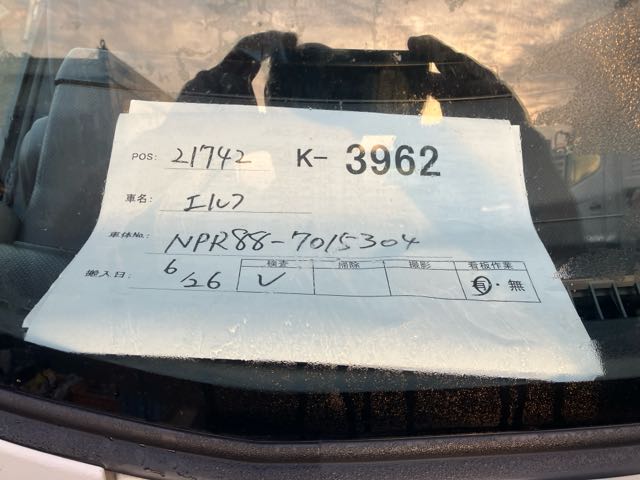 POS: 21742 K- 3962
車名: エルフ
車体No.: NPR88-7015304
搬入日: 6/26
検査 掃除 撮影 看板作業
✓ 有・無